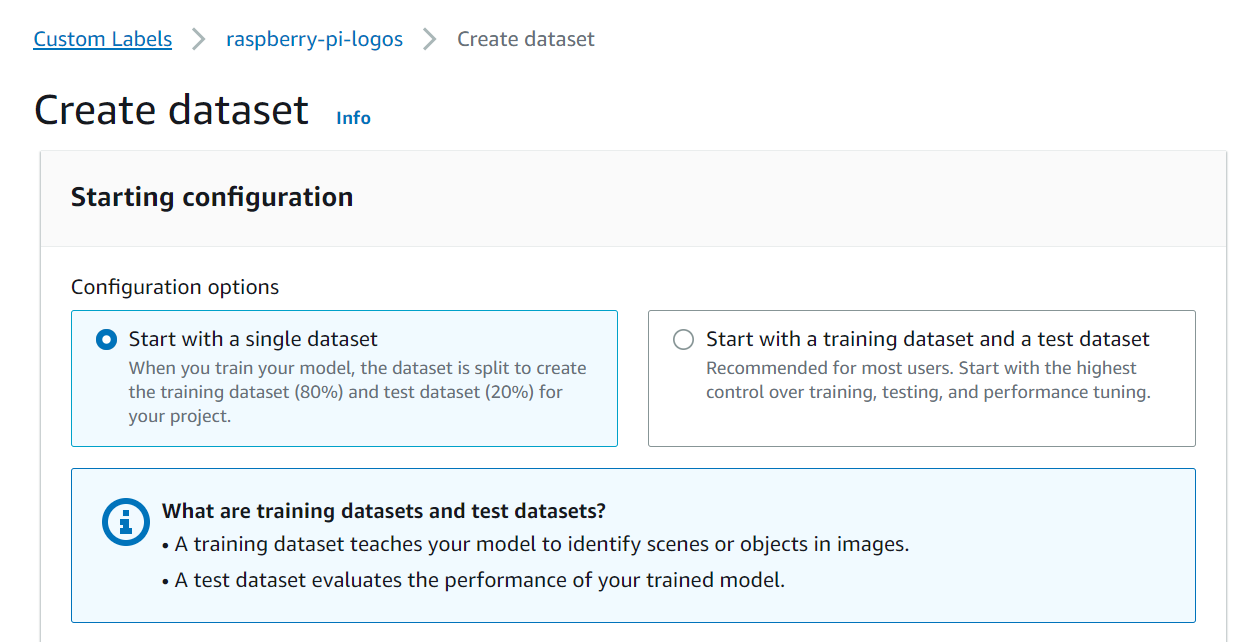 Custom Labels > raspberry-pi-logos > Create dataset
Create dataset Info
Starting configuration
Configuration options
Start with a single dataset
When you train your model, the dataset is split to create
the training dataset (80%) and test dataset (20%) for
your project.
Start with a training dataset and a test dataset
Recommended for most users. Start with the highest
control over training, testing, and performance tuning.
What are training datasets and test datasets?
• A training dataset teaches your model to identify scenes or objects in images.
• A test dataset evaluates the performance of your trained model.